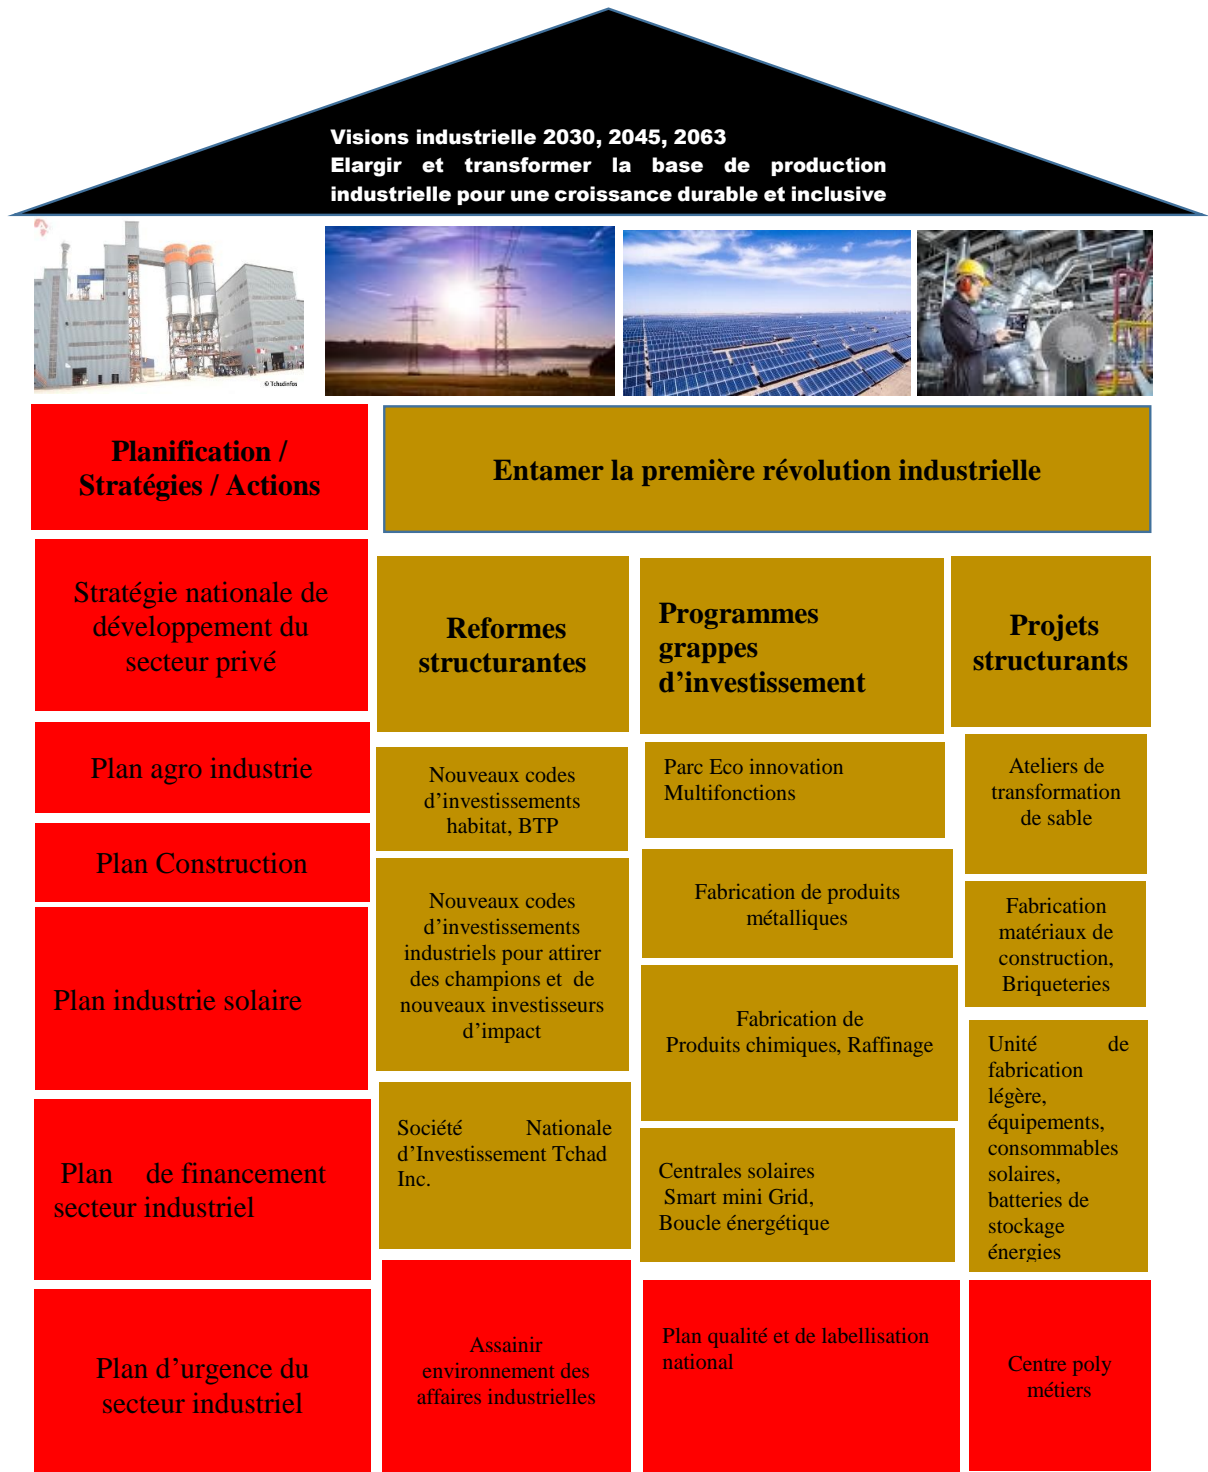 Visions industrielle 2030, 2045, 2063
Elargir et transformer la base de production
industrielle pour une croissance durable et inclusive
© Tchadinfos
Planification /
Stratégies / Actions
Entamer la première révolution industrielle
Stratégie nationale de
développement du
secteur privé
Reformes
structurantes
Programmes
grappes
d’investissement
Projets
structurants
Plan agro industrie
Nouveaux codes
d’investissements
habitat, BTP
Parc Eco innovation
Multifonctions
Ateliers de
transformation
de sable
Plan Construction
Nouveaux codes
d’investissements
industriels pour attirer
des champions et de
nouveaux investisseurs
d’impact
Fabrication de produits
métalliques
Fabrication
matériaux de
construction,
Briqueteries
Plan industrie solaire
Fabrication de
Produits chimiques, Raffinage
Unité de
fabrication
légère,
équipements,
consommables
solaires,
batteries de
stockage
énergies
Plan de financement
secteur industriel
Société Nationale
d’Investissement Tchad
Inc.
Centrales solaires
Smart mini Grid,
Boucle énergétique
Plan d’urgence du
secteur industriel
Assainir
environnement des
affaires industrielles
Plan qualité et de labellisation
national
Centre poly
métiers